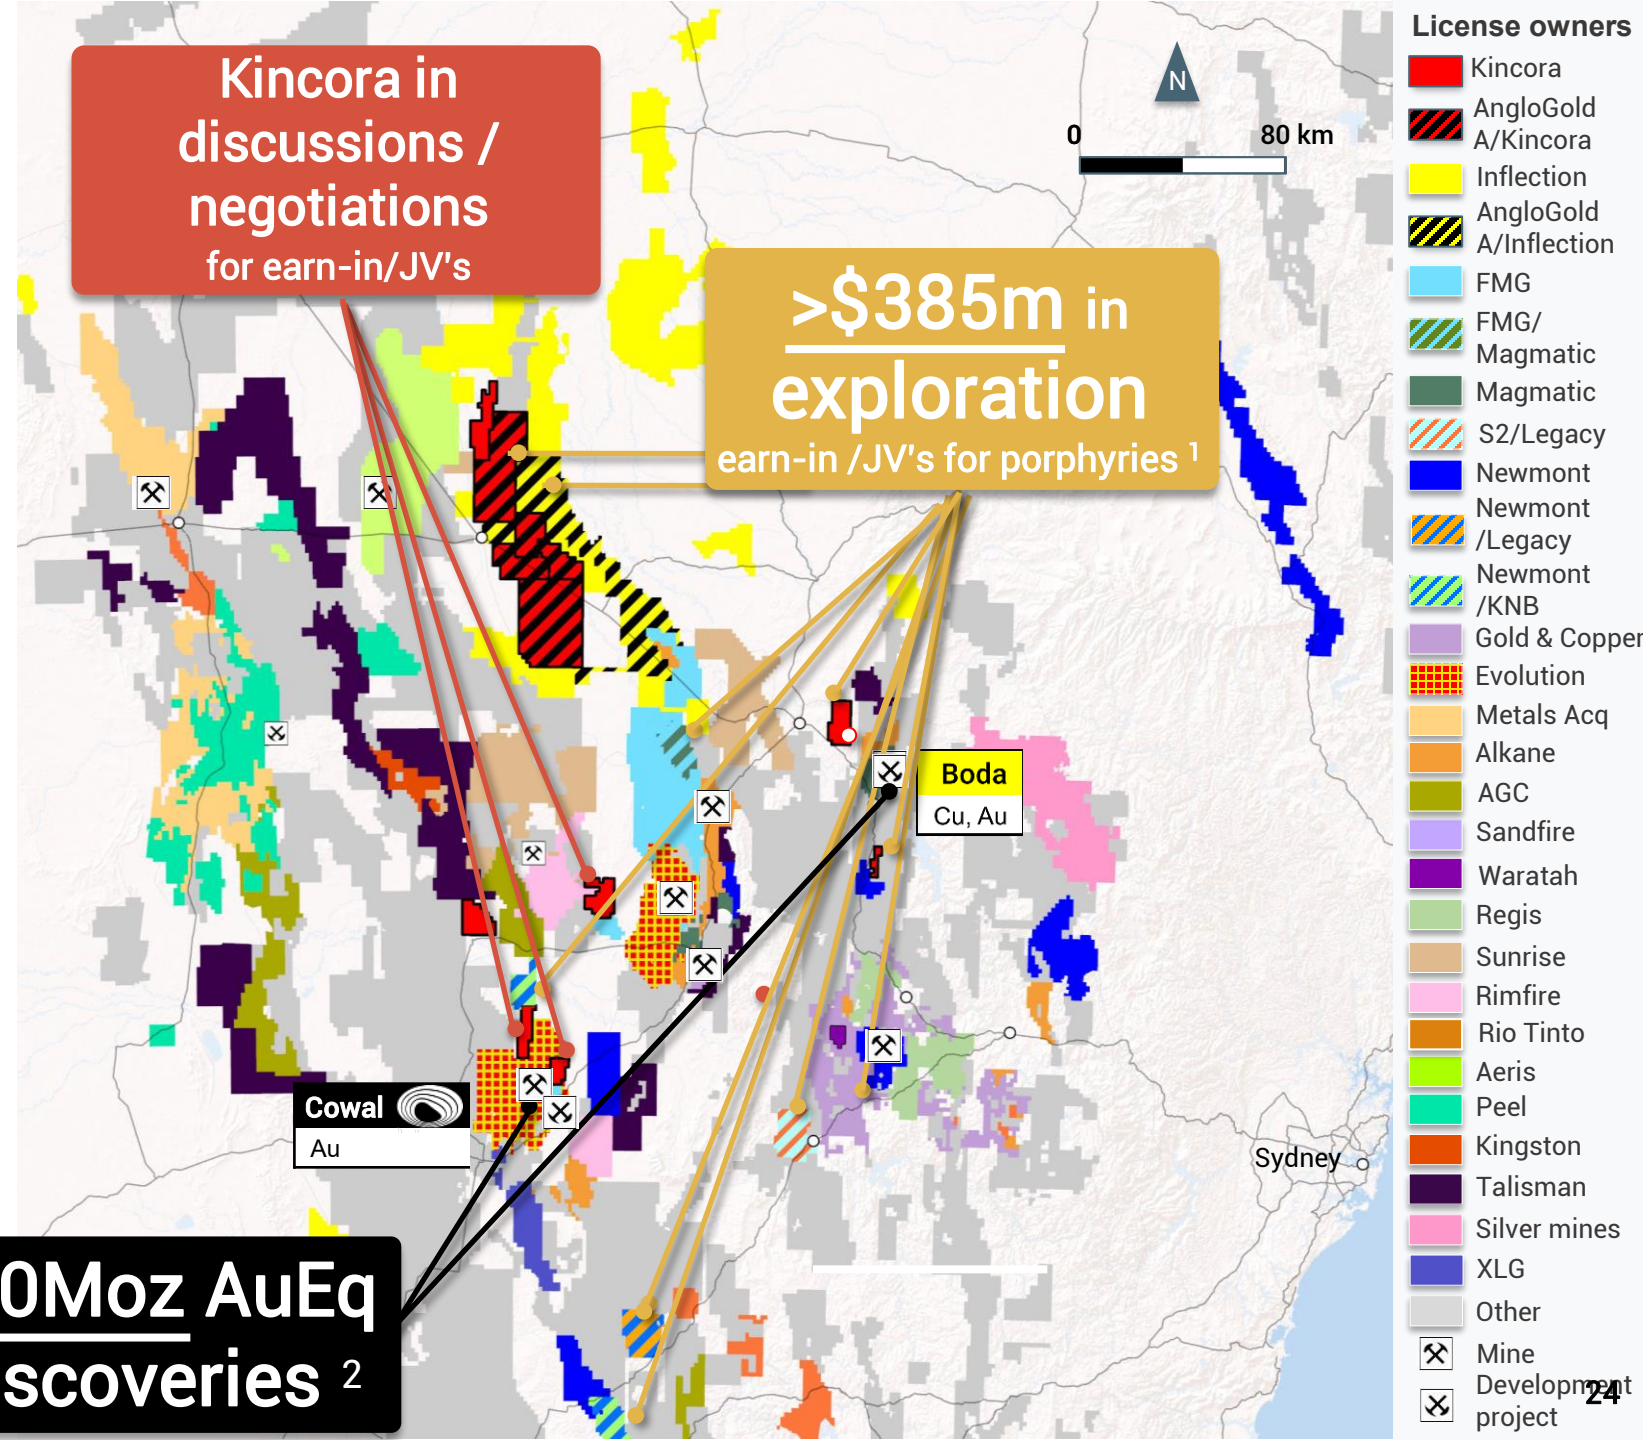 Kincora in
discussions /
negotiations
for earn-in/JV's
>$385m in
exploration
earn-in /JV's for porphyries 1
N
0 80 km
Boda
Cu, Au
Cowal
Au
0Moz AuEq
scoveries 2
Sydney
License owners
Kincora
AngloGold
A/Kincora
Inflection
AngloGold
A/Inflection
FMG
FMG/
Magmatic
Magmatic
S2/Legacy
Newmont
Newmont
/Legacy
Newmont
/KNB
Gold & Copper
Evolution
Metals Acq
Alkane
AGC
Sandfire
Waratah
Regis
Sunrise
Rimfire
Rio Tinto
Aeris
Peel
Kingston
Talisman
Silver mines
XLG
Other
Mine
Development
project
24